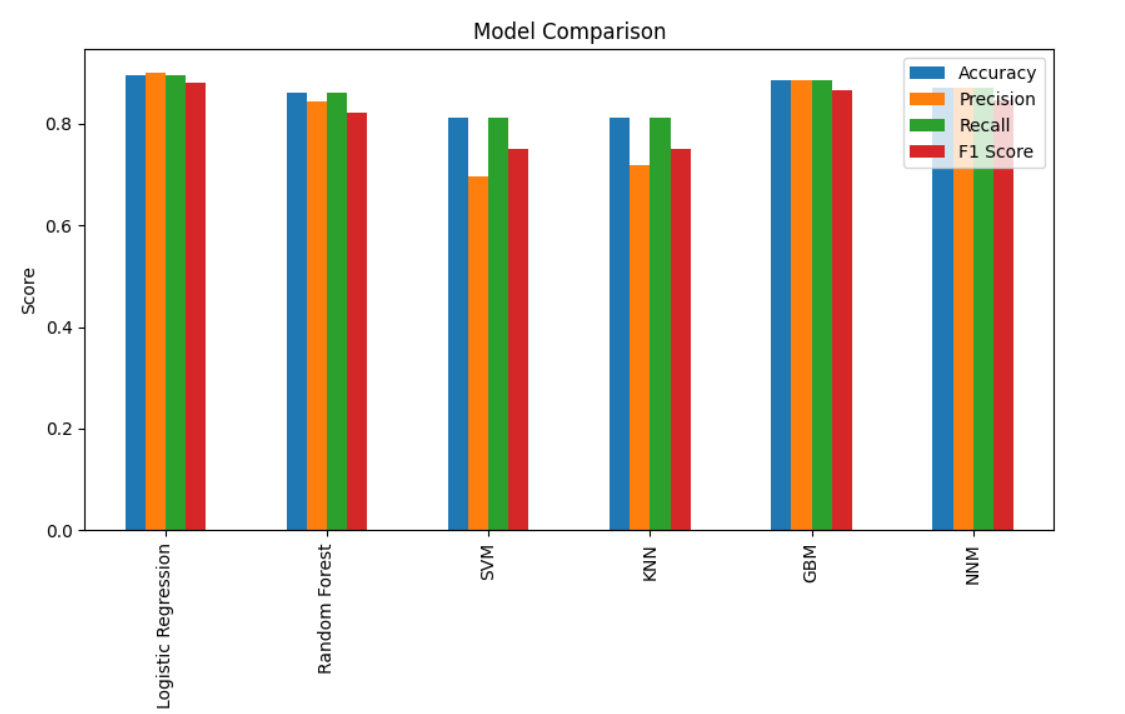 Model Comparison
Accuracy
Precision
Recall
F1 Score
Score
0.8
0.6
0.4
0.2
0.0
Logistic Regression
Random Forest
SVM
KNN
GBM
NNM